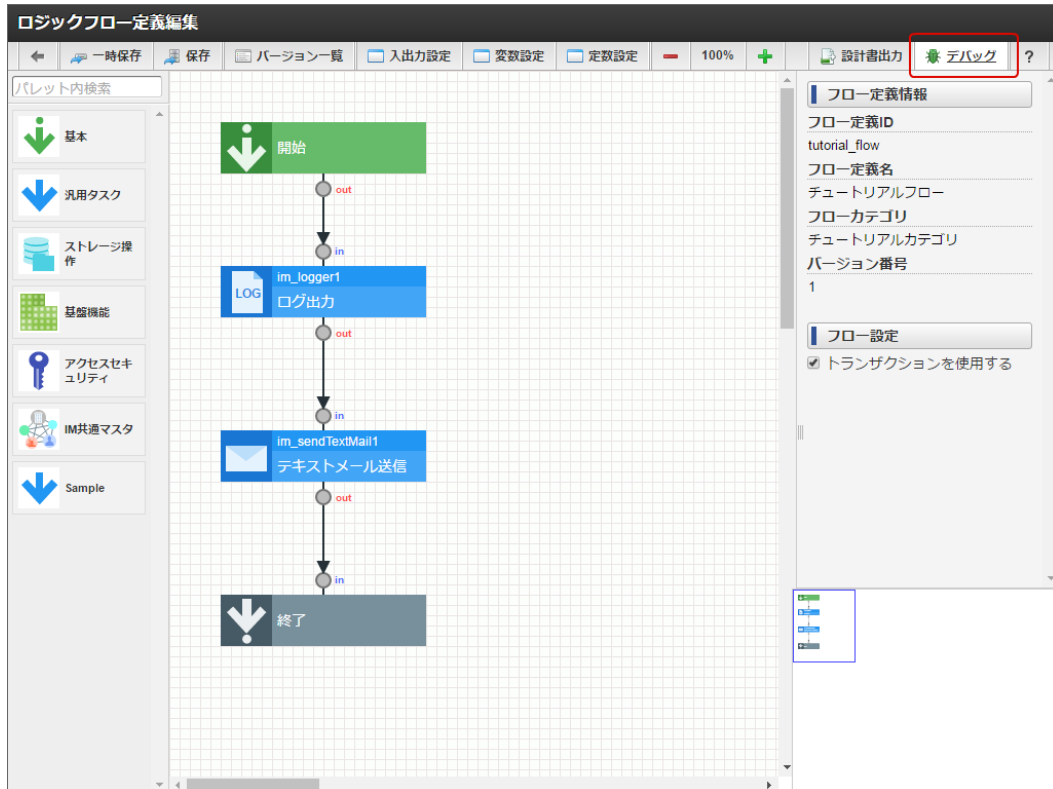 ロジックフロー定義編集
一時保存 保存 バージョン一覧 入出力設定 変数設定 定数設定 100% 設計書出力 デバッグ ?
パレット内検索
基本
汎用タスク
ストレージ操
作
基盤機能
アクセスセキ
ュリティ
IM共通マスタ
Sample
開始
out
in
im_logger1
LOG
ログ出力
out
in
im_sendTextMail1
テキストメール送信
out
in
終了
フロー定義情報
フロー定義ID
tutorial_flow
フロー定義名
チュートリアルフロー
フローカテゴリ
チュートリアルカテゴリ
バージョン番号
1
フロー設定
トランザクションを使用する